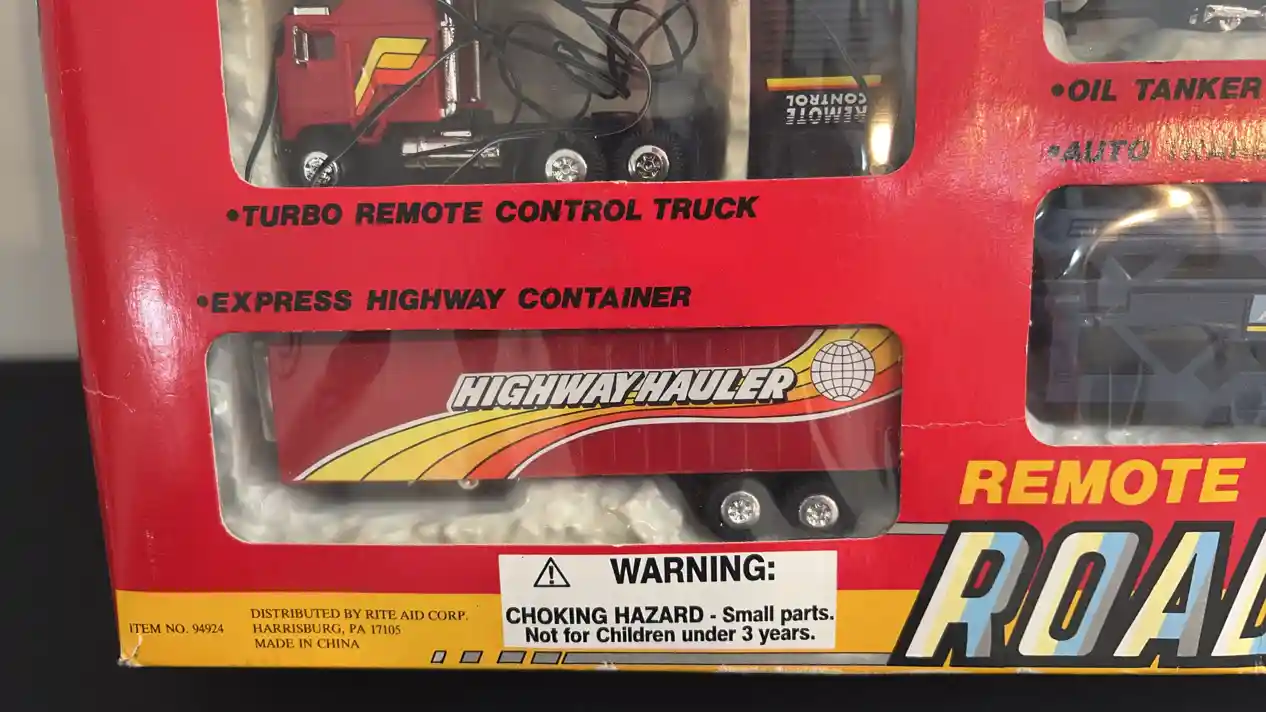 REMOTE
CONTROL
•OIL TANKER
•AUTO
•TURBO REMOTE CONTROL TRUCK
•EXPRESS HIGHWAY CONTAINER
HIGHWAY HAULER
REMOTE
ROA
WARNING:
CHOKING HAZARD - Small parts.
Not for Children under 3 years.
ITEM NO. 94924
DISTRIBUTED BY RITE AID CORP.
HARRISBURG, PA 17105
MADE IN CHINA